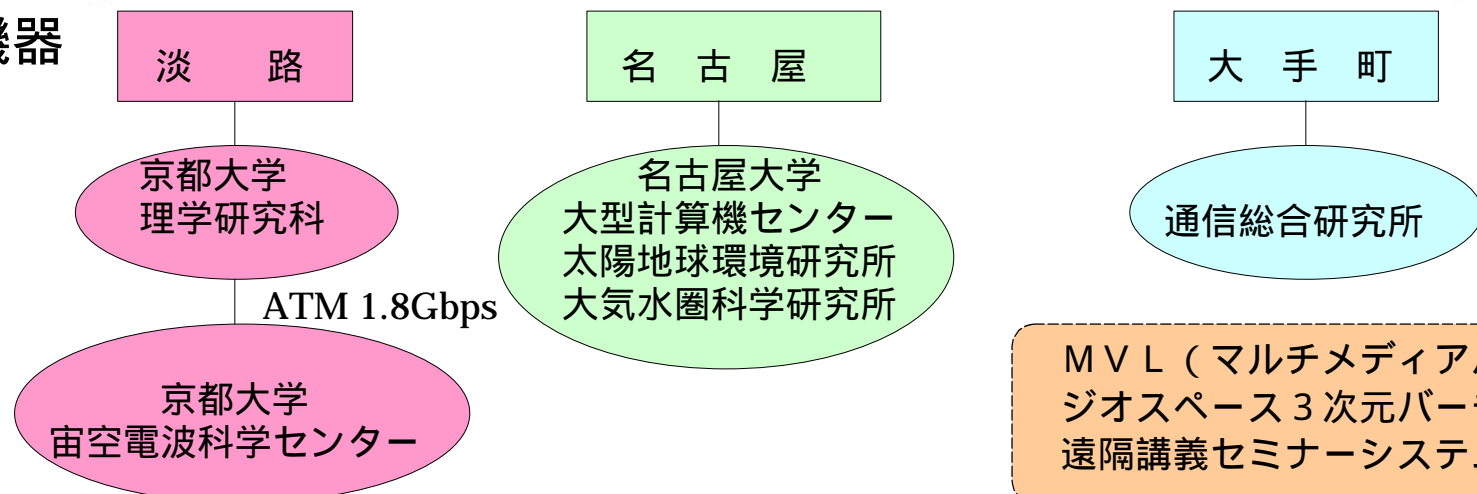 器
淡　路
京都大学
理学研究科
ATM 1.8Gbps
京都大学
宙空電波科学センター
名 古 屋
名古屋大学
大型計算機センター
太陽地球環境研究所
大気水圏科学研究所
大 手 町
通信総合研究所
ＭＶＬ（マルチメディア
ジオスペース３次元バー
遠隔講義セミナーシステ